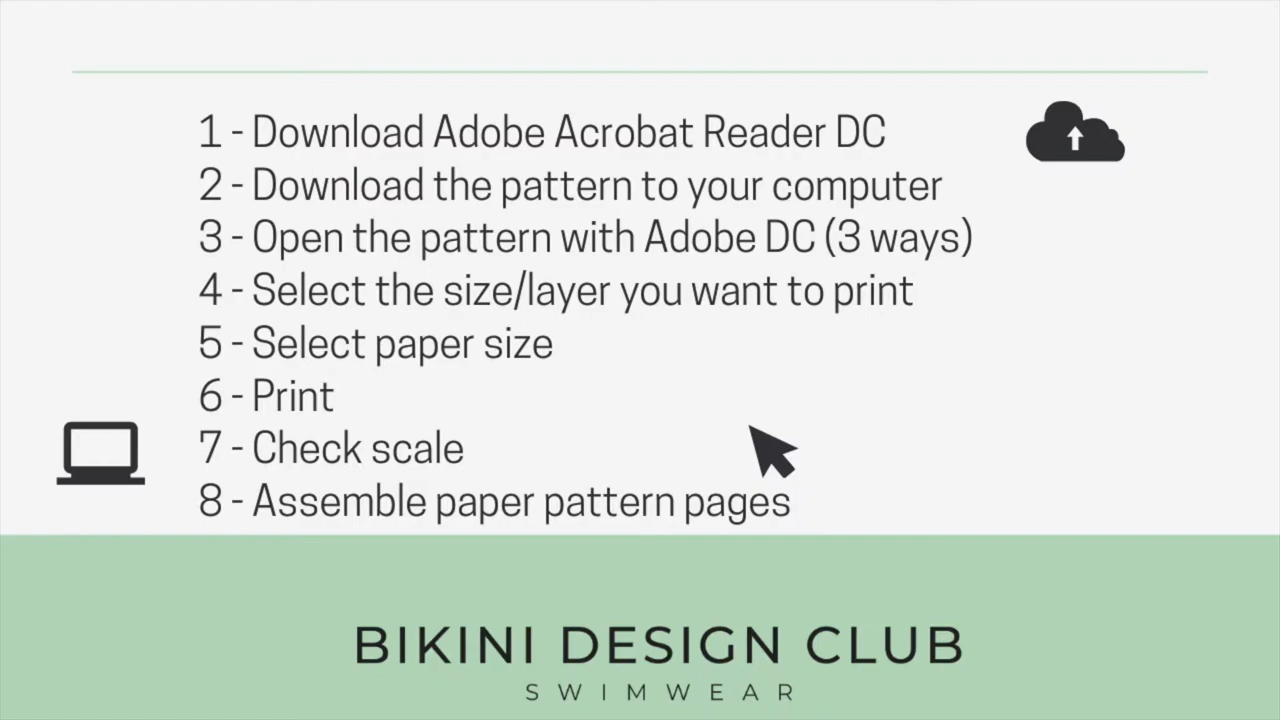 1 - Download Adobe Acrobat Reader DC
2 - Download the pattern to your computer
3 - Open the pattern with Adobe DC (3 ways)
4 - Select the size/layer you want to print
5 - Select paper size
6 - Print
7 - Check scale
8 - Assemble paper pattern pages
BIKINI DESIGN CLUB
SWIMWEAR